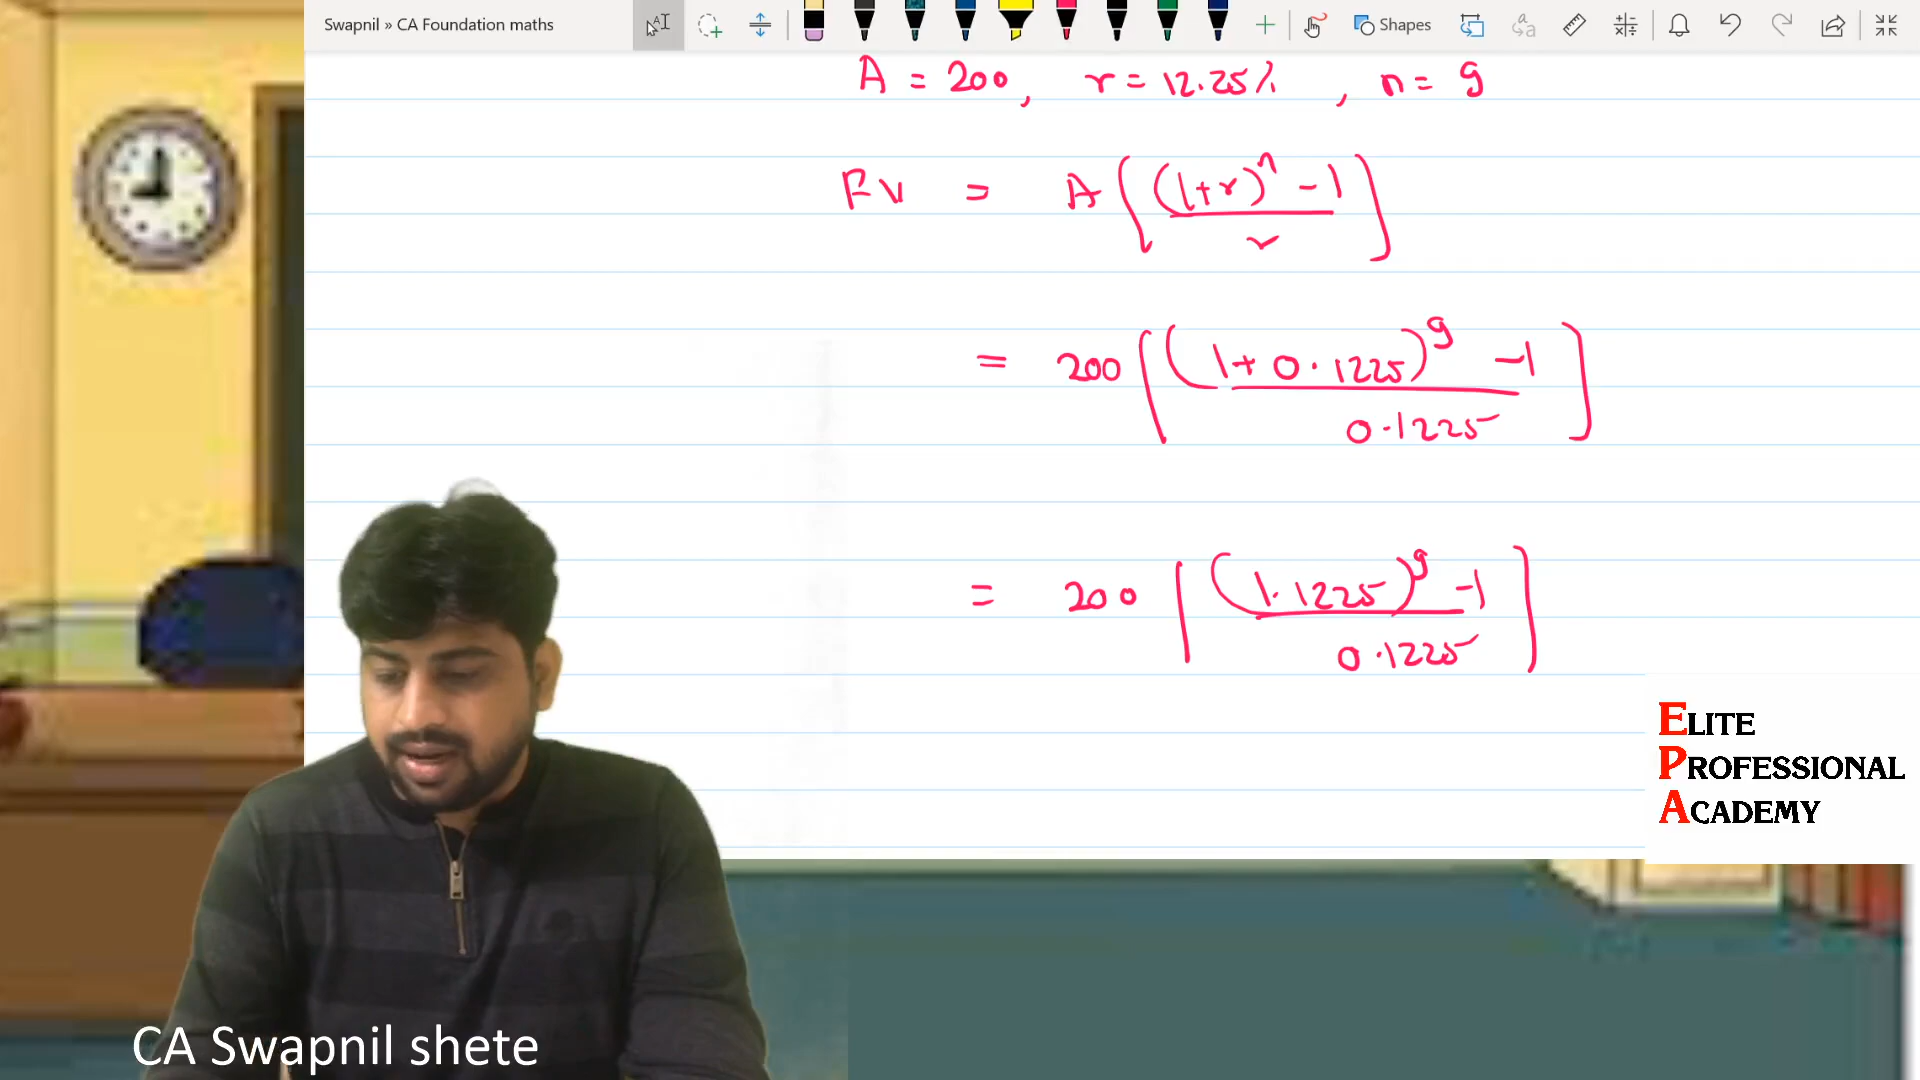 Swapnil » CA Foundation maths
Shapes
A = 200, r = 12.25% , n = 9
FV = A[((1+r)^n - 1)/r]
= 200[((1+0.1225)^9 - 1)/0.1225]
= 200[((1.1225)^9 - 1)/0.1225]
ELITE
PROFESSIONAL
ACADEMY
CA Swapnil shete